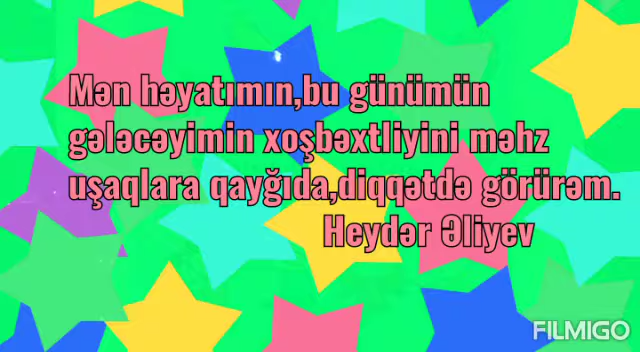 Mən həyatımın,bu günümün
gələcəyimin xoşbəxtliyini məhz
uşaqlara qayğıda,diqqətdə görürəm.
Heydər Əliyev
FILMIGO